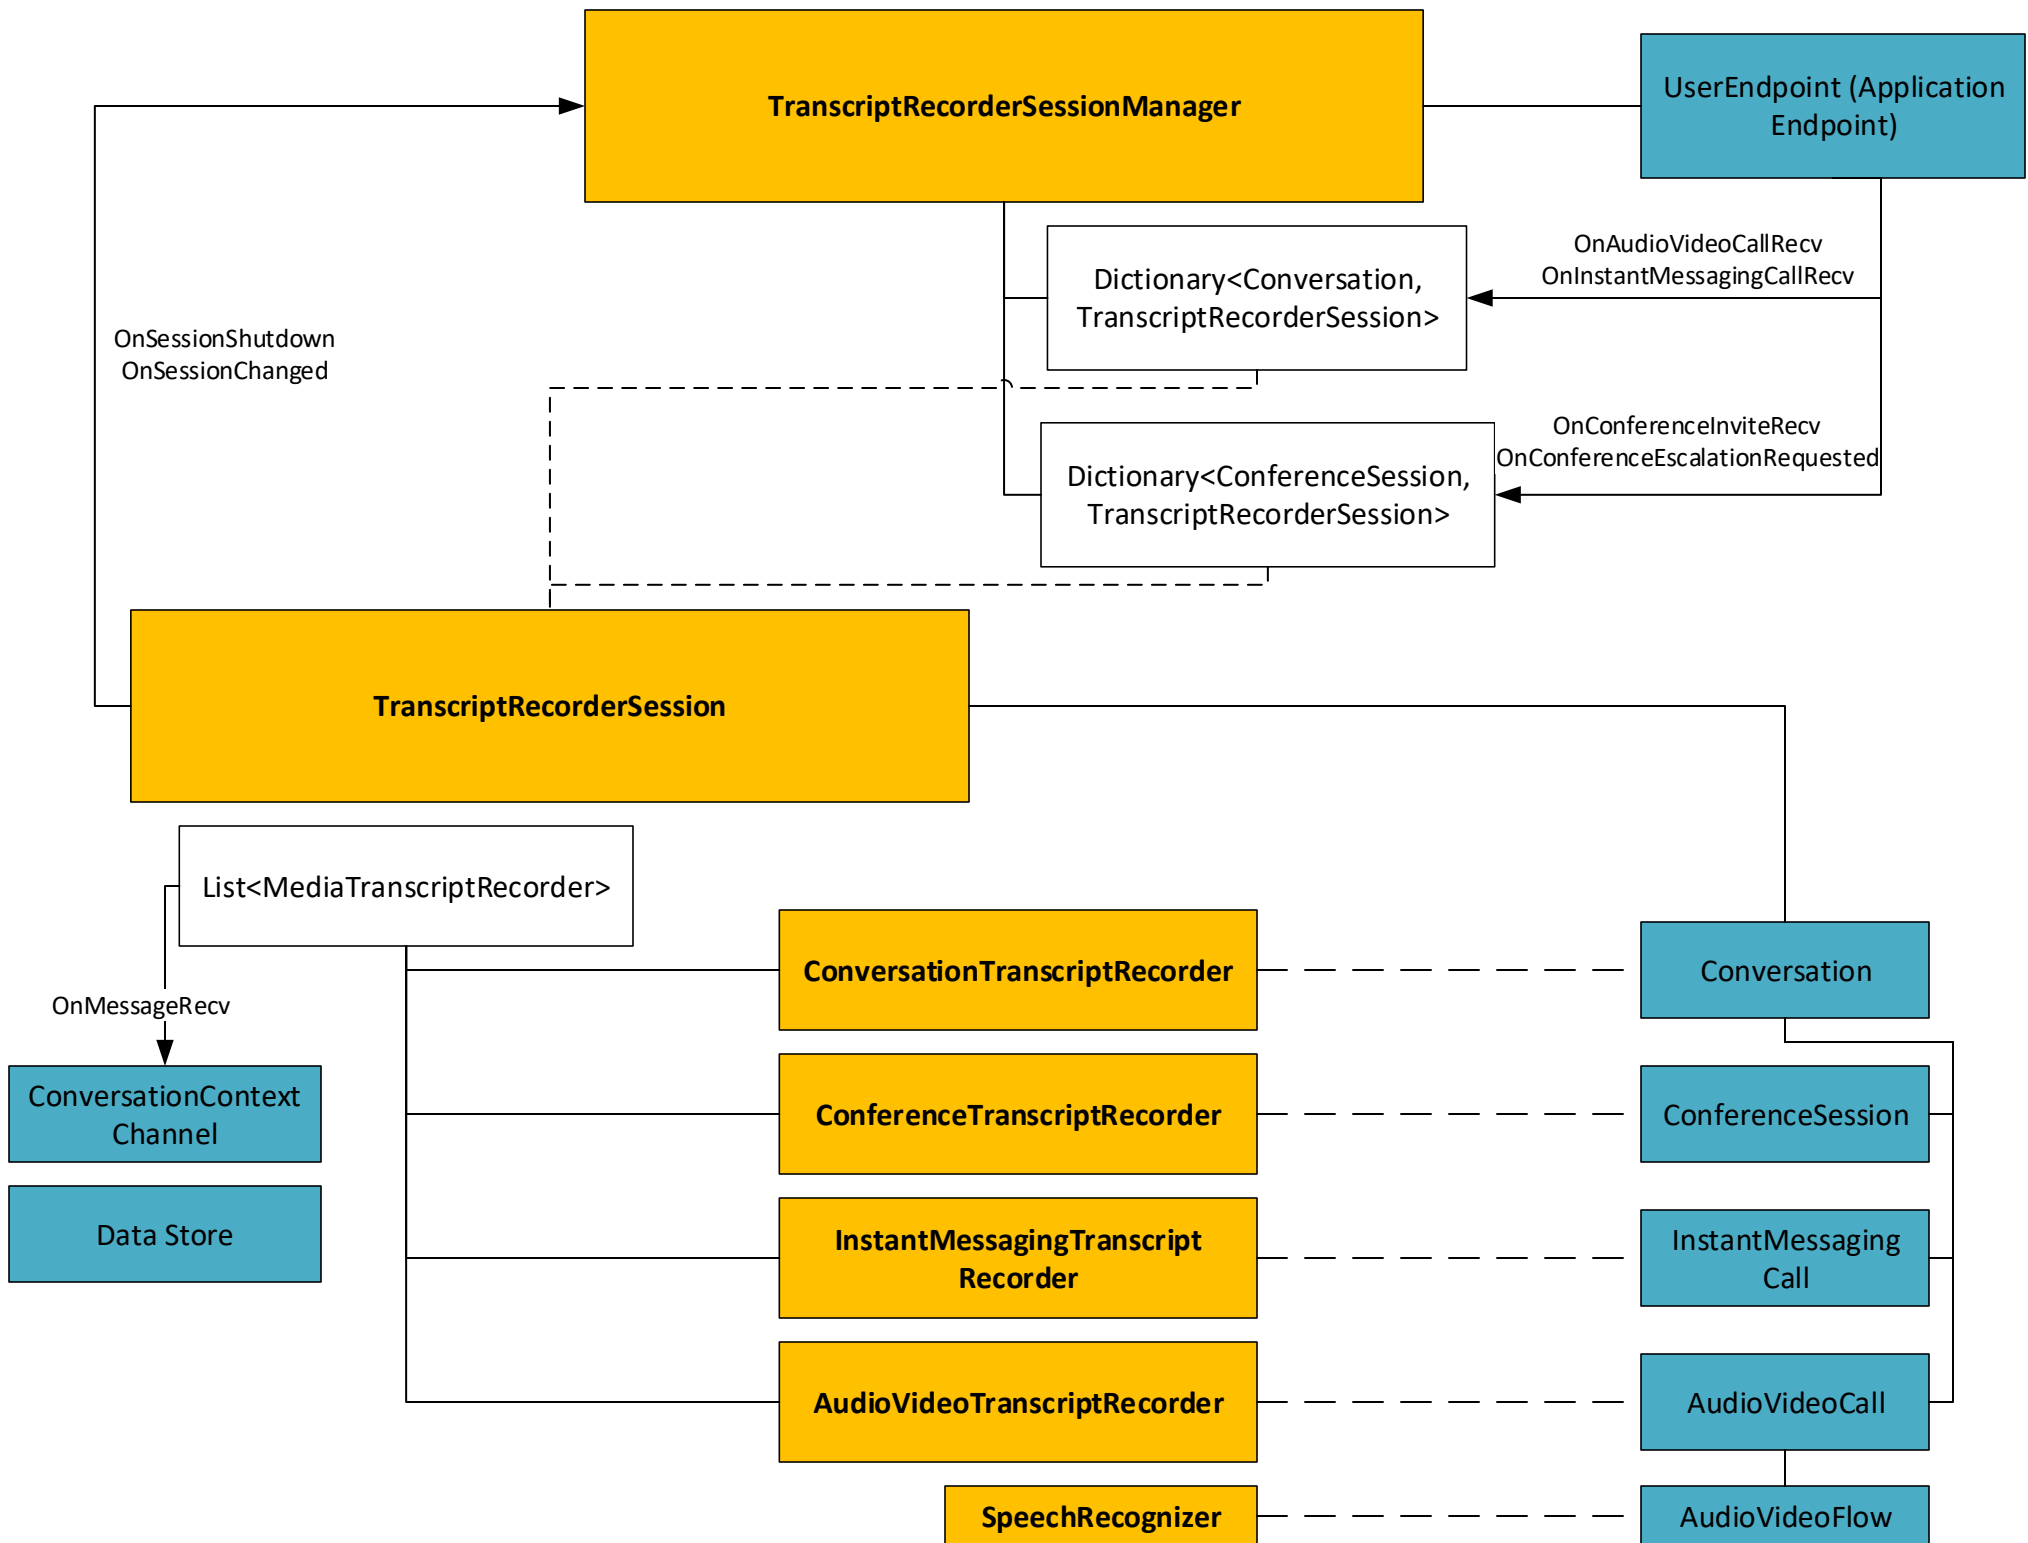 TranscriptRecorderSessionManager
UserEndpoint (Application
Endpoint)
OnAudioVideoCallRecv
OnInstantMessagingCallRecv
Dictionary<Conversation,
TranscriptRecorderSession>
OnSessionShutdown
OnSessionChanged
OnConferenceInviteRecv
OnConferenceEscalationRequested
Dictionary<ConferenceSession,
TranscriptRecorderSession>
TranscriptRecorderSession
List<MediaTranscriptRecorder>
ConversationTranscriptRecorder
Conversation
OnMessageRecv
ConversationContext
Channel
ConferenceTranscriptRecorder
ConferenceSession
Data Store
InstantMessagingTranscript
Recorder
InstantMessaging
Call
AudioVideoTranscriptRecorder
AudioVideoCall
SpeechRecognizer
AudioVideoFlow